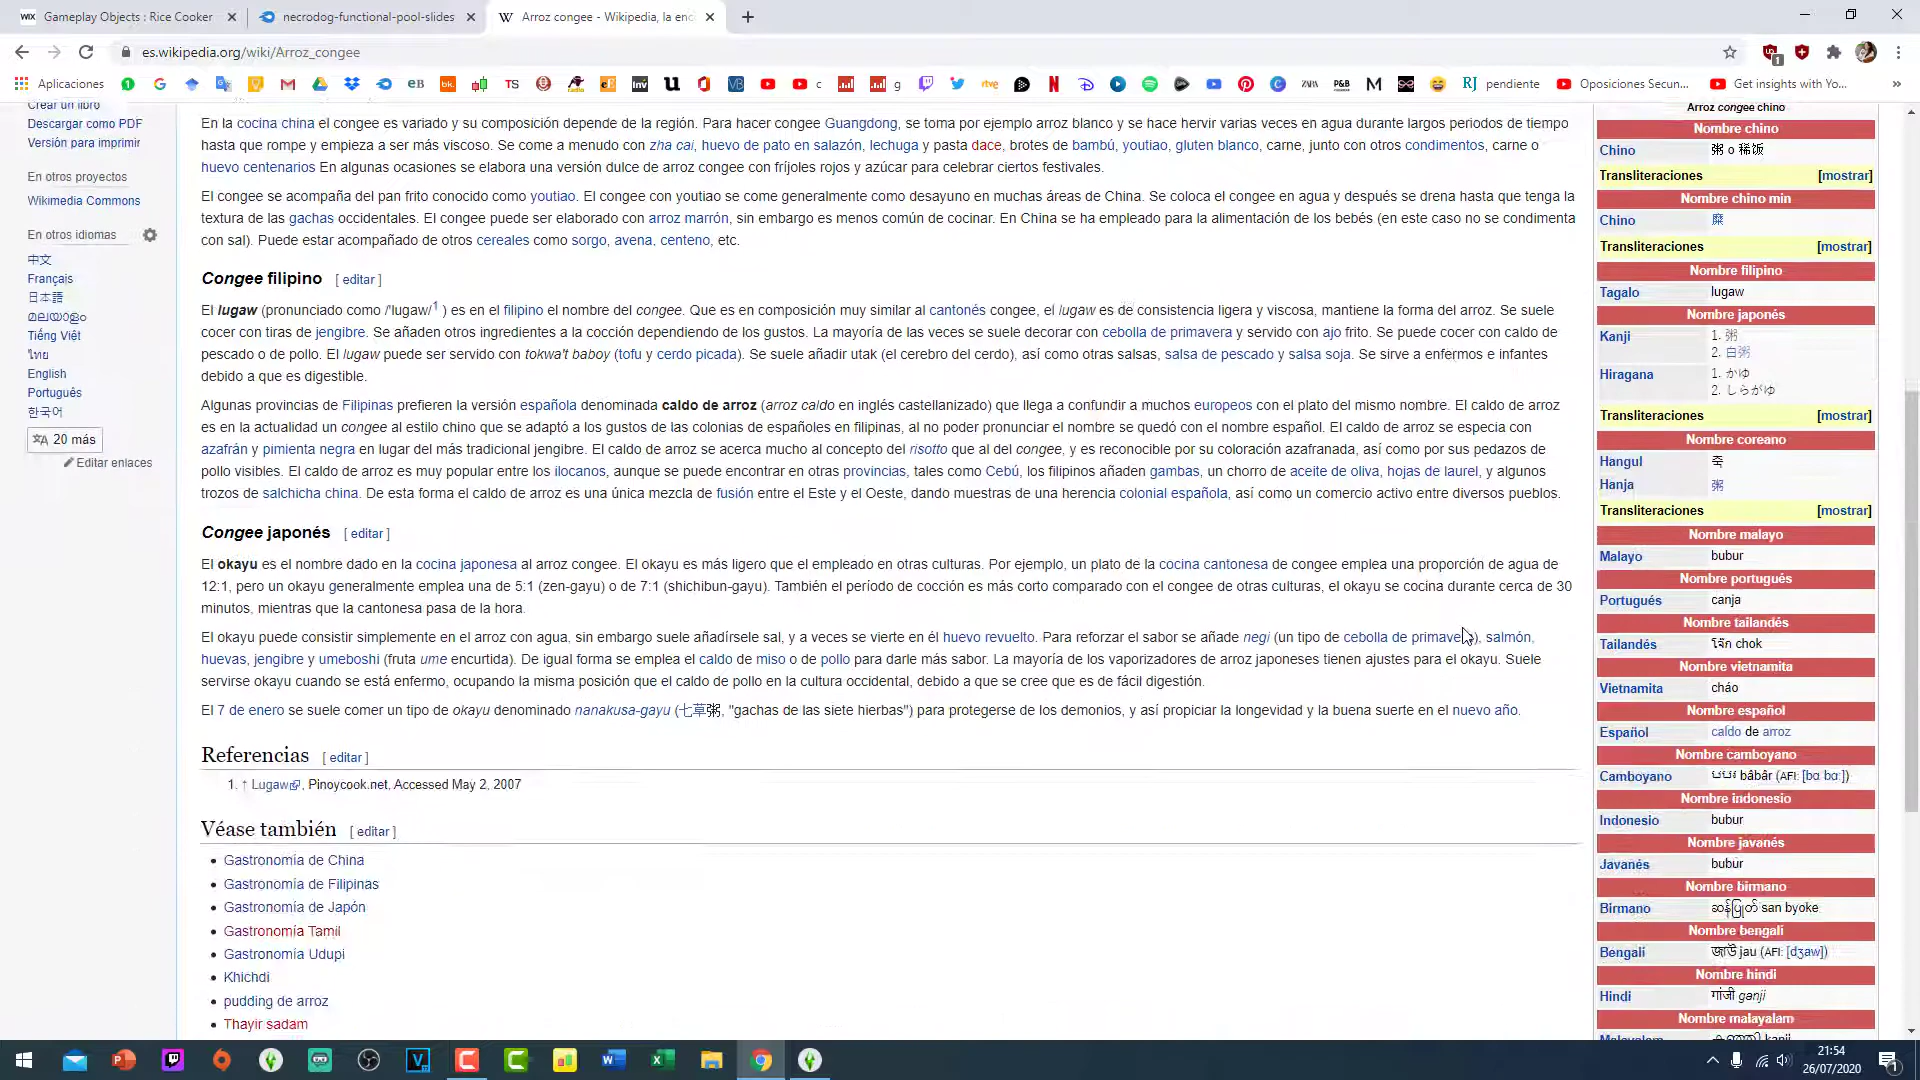 Gameplay Objects : Rice Cooker
necrodog-functional-pool-slides
Arroz congee - Wikipedia, la enc
es.wikipedia.org/wiki/Arroz_congee
Aplicaciones
TS
c
g
RJ pendiente
Oposiciones Secun...
Get insights with Yo...
Crear un libro
Descargar como PDF
Versión para imprimir
En otros proyectos
Wikimedia Commons
En otros idiomas
中文
Français
日本語
മലയാളം
Tiếng Việt
ไทย
English
Português
한국어
20 más
Editar enlaces
En la cocina china el congee es variado y su composición depende de la región. Para hacer congee Guangdong, se toma por ejemplo arroz blanco y se hace hervir varias veces en agua durante largos periodos de tiempo
hasta que rompe y empieza a ser más viscoso. Se come a menudo con zha cai, huevo de pato en salazón, lechuga y pasta dace, brotes de bambú, youtiao, gluten blanco, carne, junto con otros condimentos, carne o
huevo centenarios En algunas ocasiones se elabora una versión dulce de arroz congee con fríjoles rojos y azúcar para celebrar ciertos festivales.
El congee se acompaña del pan frito conocido como youtiao. El congee con youtiao se come generalmente como desayuno en muchas áreas de China. Se coloca el congee en agua y después se drena hasta que tenga la
textura de las gachas occidentales. El congee puede ser elaborado con arroz marrón, sin embargo es menos común de cocinar. En China se ha empleado para la alimentación de los bebés (en este caso no se condimenta
con sal). Puede estar acompañado de otros cereales como sorgo, avena, centeno, etc.
Congee filipino [ editar ]
El lugaw (pronunciado como /'lugaw/1 ) es en el filipino el nombre del congee. Que es en composición muy similar al cantonés congee, el lugaw es de consistencia ligera y viscosa, mantiene la forma del arroz. Se suele
cocer con tiras de jengibre. Se añaden otros ingredientes a la cocción dependiendo de los gustos. La mayoría de las veces se suele decorar con cebolla de primavera y servido con ajo frito. Se puede cocer con caldo de
pescado o de pollo. El lugaw puede ser servido con tokwa't baboy (tofu y cerdo picada). Se suele añadir utak (el cerebro del cerdo), así como otras salsas, salsa de pescado y salsa soja. Se sirve a enfermos e infantes
debido a que es digestible.
Algunas provincias de Filipinas prefieren la versión española denominada caldo de arroz (arroz caldo en inglés castellanizado) que llega a confundir a muchos europeos con el plato del mismo nombre. El caldo de arroz
es en la actualidad un congee al estilo chino que se adaptó a los gustos de las colonias de españoles en filipinas, al no poder pronunciar el nombre se quedó con el nombre español. El caldo de arroz se especia con
azafrán y pimienta negra en lugar del más tradicional jengibre. El caldo de arroz se acerca mucho al concepto del risotto que al del congee, y es reconocible por su coloración azafranada, así como por sus pedazos de
pollo visibles. El caldo de arroz es muy popular entre los ilocanos, aunque se puede encontrar en otras provincias, tales como Cebú, los filipinos añaden gambas, un chorro de aceite de oliva, hojas de laurel, y algunos
trozos de salchicha china. De esta forma el caldo de arroz es una única mezcla de fusión entre el Este y el Oeste, dando muestras de una herencia colonial española, así como un comercio activo entre diversos pueblos.
Congee japonés [ editar ]
El okayu es el nombre dado en la cocina japonesa al arroz congee. El okayu es más ligero que el empleado en otras culturas. Por ejemplo, un plato de la cocina cantonesa de congee emplea una proporción de agua de
12:1, pero un okayu generalmente emplea una de 5:1 (zen-gayu) o de 7:1 (shichibun-gayu). También el período de cocción es más corto comparado con el congee de otras culturas, el okayu se cocina durante cerca de 30
minutos, mientras que la cantonesa pasa de la hora.
El okayu puede consistir simplemente en el arroz con agua, sin embargo suele añadírsele sal, y a veces se vierte en él huevo revuelto. Para reforzar el sabor se añade negi (un tipo de cebolla de primavera), salmón,
huevas, jengibre y umeboshi (fruta ume encurtida). De igual forma se emplea el caldo de miso o de pollo para darle más sabor. La mayoría de los vaporizadores de arroz japoneses tienen ajustes para el okayu. Suele
servirse okayu cuando se está enfermo, ocupando la misma posición que el caldo de pollo en la cultura occidental, debido a que se cree que es de fácil digestión.
El 7 de enero se suele comer un tipo de okayu denominado nanakusa-gayu (七草粥, "gachas de las siete hierbas") para protegerse de los demonios, y así propiciar la longevidad y la buena suerte en el nuevo año.
Referencias [ editar ]
1. ↑ Lugaw, Pinoycook.net, Accessed May 2, 2007
Véase también [ editar ]
Gastronomía de China
Gastronomía de Filipinas
Gastronomía de Japón
Gastronomía Tamil
Gastronomía Udupi
Khichdi
pudding de arroz
Thayir sadam
Arroz congee chino
Nombre chino
Chino 粥 o 稀饭
Transliteraciones [mostrar]
Nombre chino min
Chino 糜
Transliteraciones [mostrar]
Nombre filipino
Tagalo lugaw
Nombre japonés
Kanji 1. 粥
2. 白粥
Hiragana 1. かゆ
2. しらがゆ
Transliteraciones [mostrar]
Nombre coreano
Hangul 죽
Hanja 粥
Transliteraciones [mostrar]
Nombre malayo
Malayo bubur
Nombre portugués
Portugués canja
Nombre tailandés
Tailandés โจ๊ก chok
Nombre vietnamita
Vietnamita cháo
Nombre español
Español caldo de arroz
Nombre camboyano
Camboyano bâbâr (AFI: [bɑ bɑː])
Nombre indonesio
Indonesio bubur
Nombre javanés
Javanés bubur
Nombre birmano
Birmano ဆန်ပြုတ် san byoke
Nombre bengalí
Bengalí জাউ jau (AFI: [dʒaw])
Nombre hindi
Hindi गांजी ganji
Nombre malayalam
21:54
26/07/2020